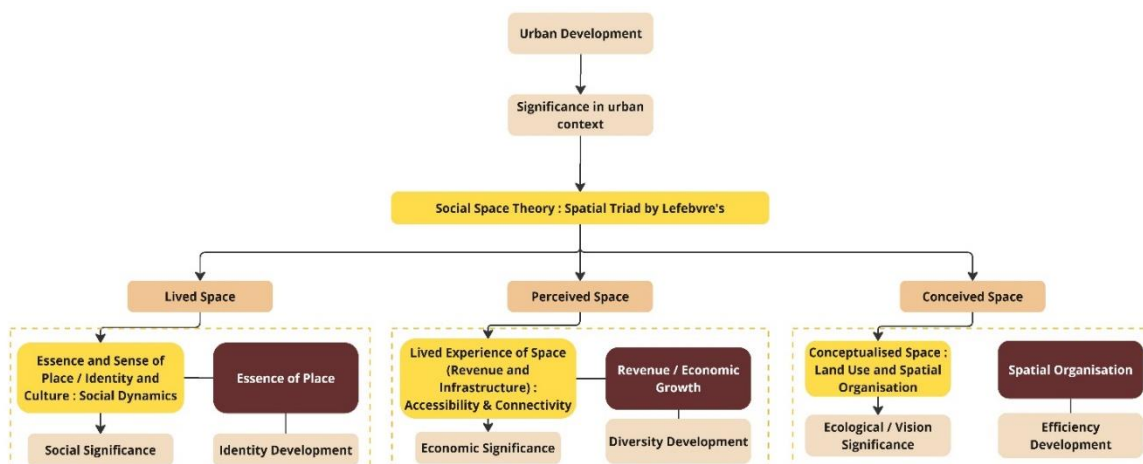 Urban Development
Significance in urban
context
Social Space Theory : Spatial Triad by Lefebvre's
Lived Space
Perceived Space
Conceived Space
Essence and Sense of
Place / Identity and
Culture : Social Dynamics
Essence of Place
Social Significance
Identity Development
Lived Experience of Space
(Revenue and
Infrastructure) :
Accessibility & Connectivity
Revenue / Economic
Growth
Economic Significance
Diversity Development
Conceptualised Space :
Land Use and Spatial
Organisation
Spatial Organisation
Ecological / Vision
Significance
Efficiency
Development